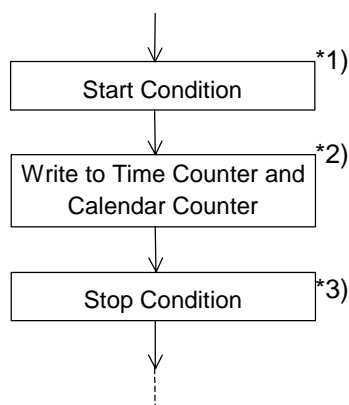 *1)
Start Condition
*2)
Write to Time Counter and
Calendar Counter
*3)
Stop Condition